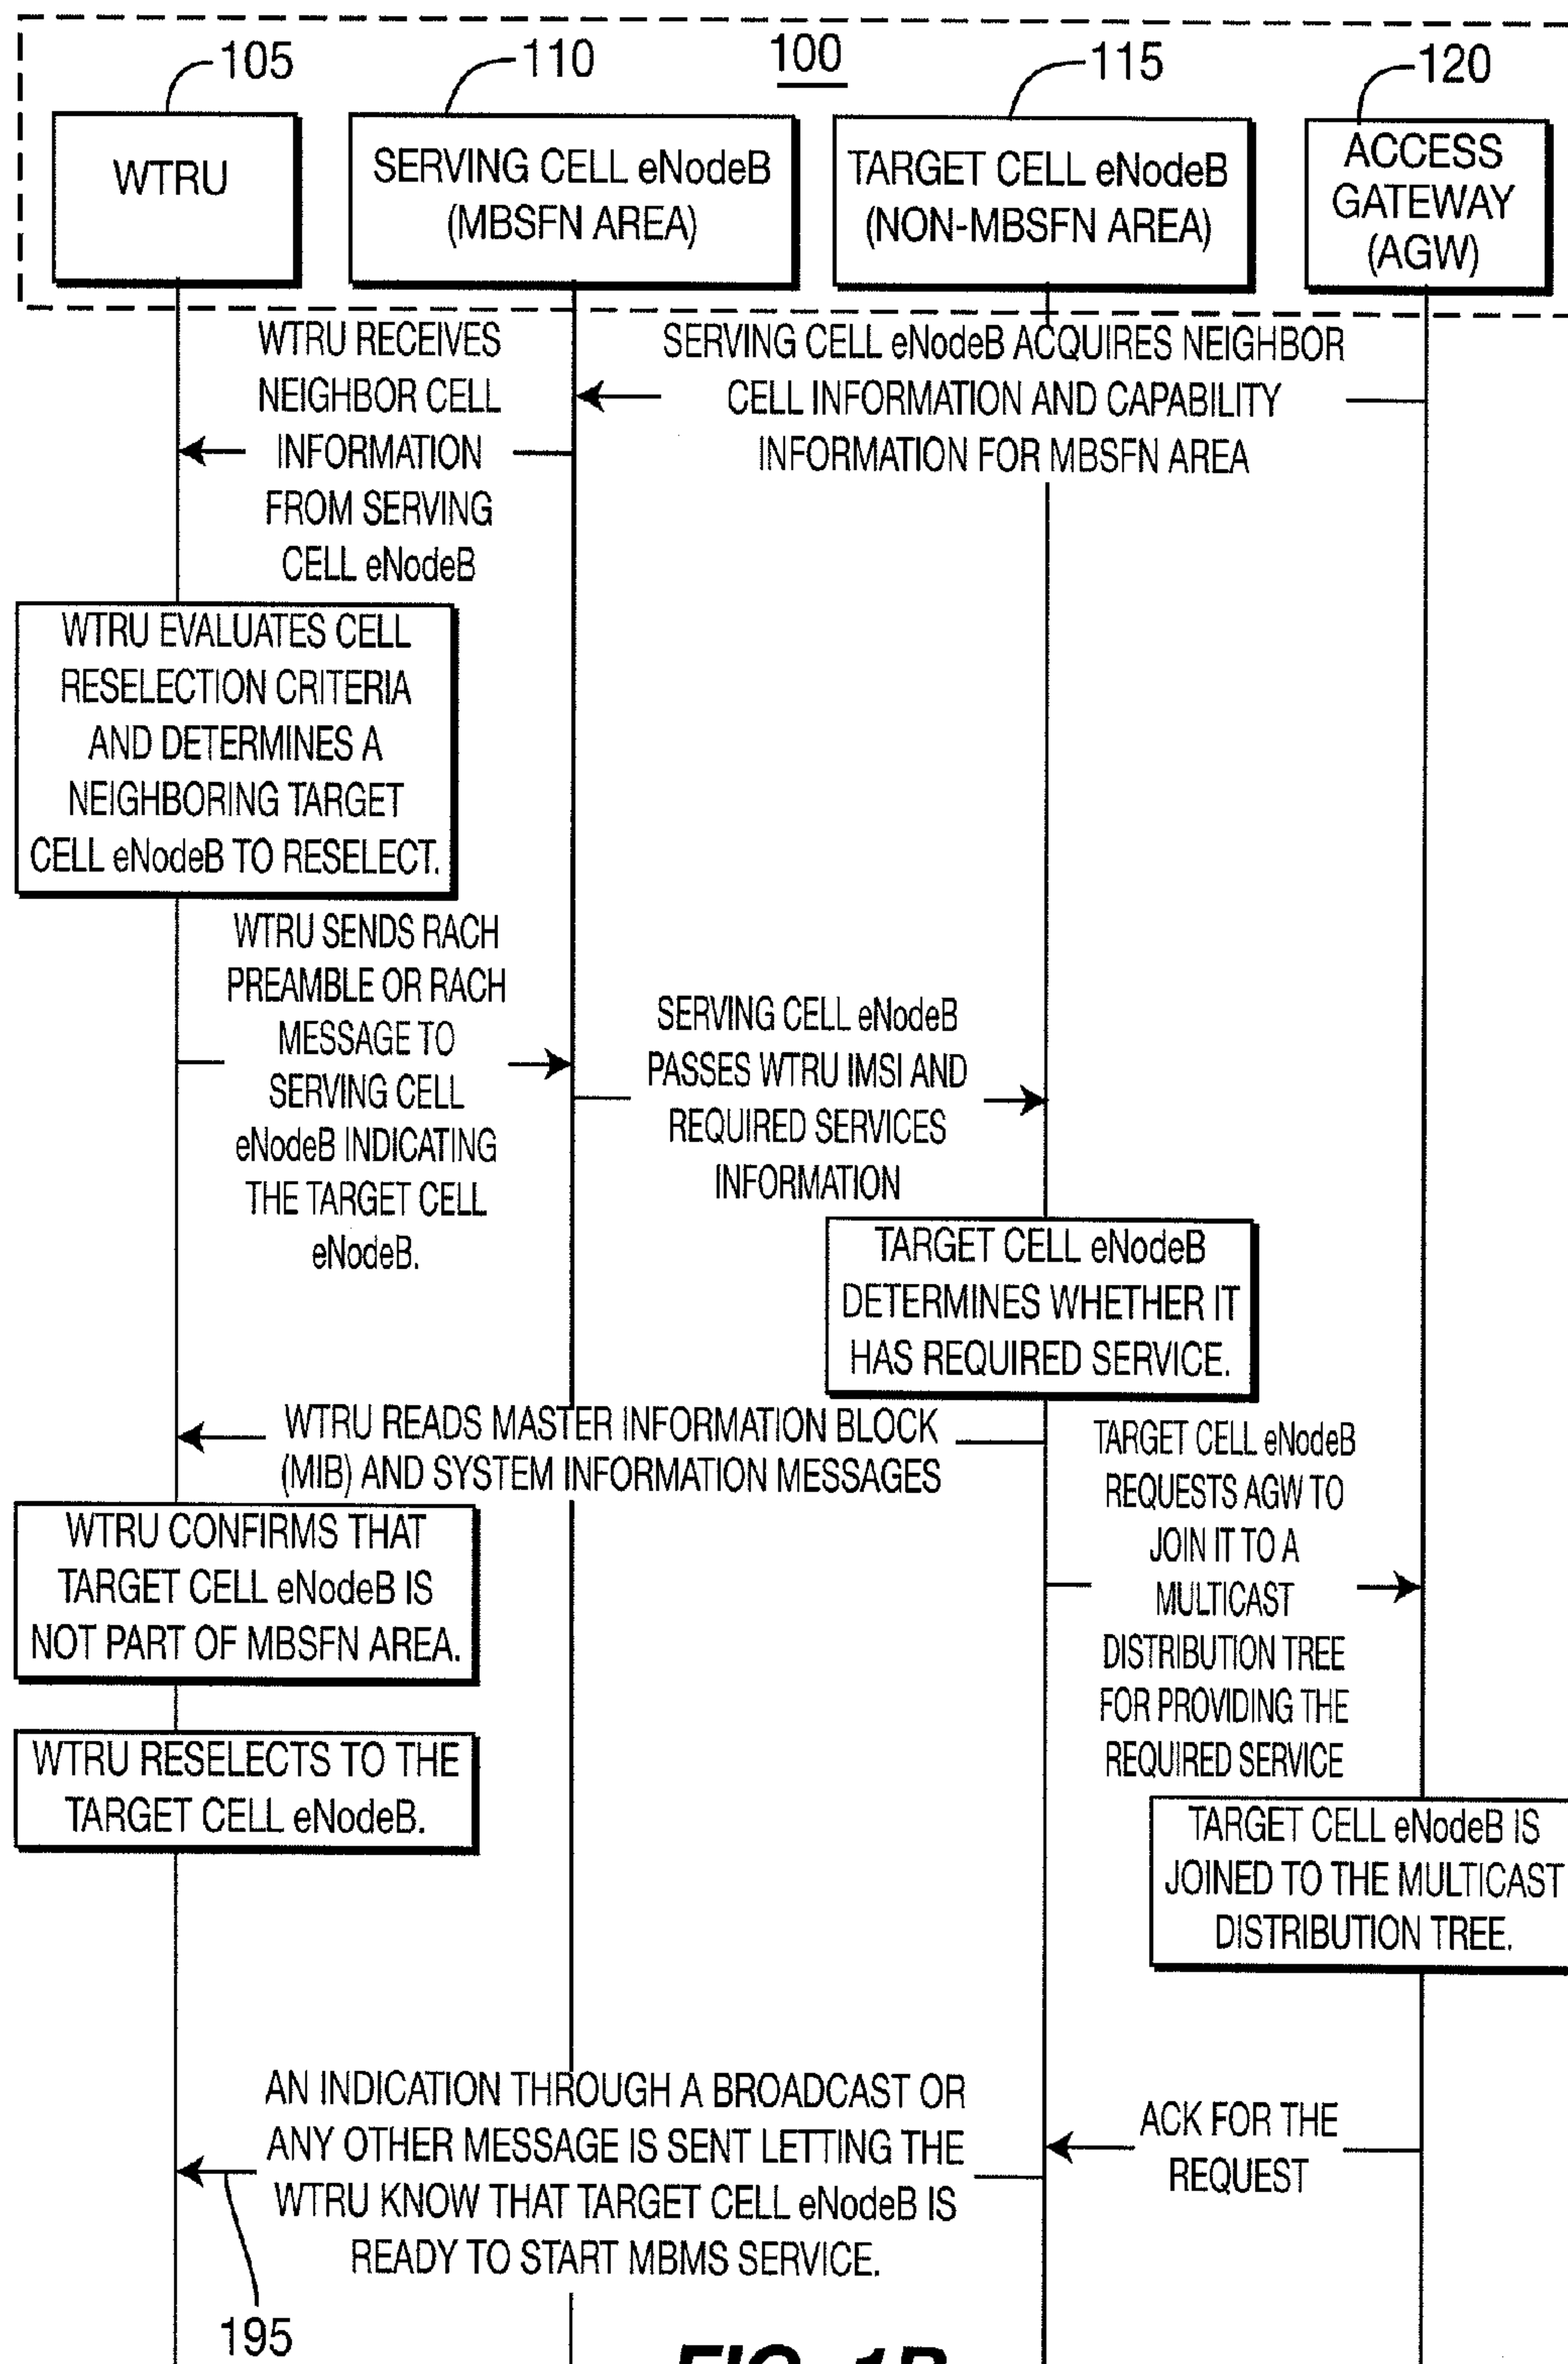 105
110
100
115
120
WTRU
SERVING CELL eNodeB
(MBSFN AREA)
TARGET CELL eNodeB
(NON-MBSFN AREA)
ACCESS
GATEWAY
(AGW)
WTRU RECEIVES
NEIGHBOR CELL
INFORMATION
FROM SERVING
CELL eNodeB
SERVING CELL eNodeB ACQUIRES NEIGHBOR
CELL INFORMATION AND CAPABILITY
INFORMATION FOR MBSFN AREA
WTRU EVALUATES CELL
RESELECTION CRITERIA
AND DETERMINES A
NEIGHBORING TARGET
CELL eNodeB TO RESELECT.
WTRU SENDS RACH
PREAMBLE OR RACH
MESSAGE TO
SERVING CELL
eNodeB INDICATING
THE TARGET CELL
eNodeB.
SERVING CELL eNodeB
PASSES WTRU IMSI AND
REQUIRED SERVICES
INFORMATION
TARGET CELL eNodeB
DETERMINES WHETHER IT
HAS REQUIRED SERVICE.
WTRU READS MASTER INFORMATION BLOCK
(MIB) AND SYSTEM INFORMATION MESSAGES
TARGET CELL eNodeB
REQUESTS AGW TO
JOIN IT TO A
MULTICAST
DISTRIBUTION TREE
FOR PROVIDING THE
REQUIRED SERVICE
WTRU CONFIRMS THAT
TARGET CELL eNodeB IS
NOT PART OF MBSFN AREA.
WTRU RESELECTS TO THE
TARGET CELL eNodeB.
TARGET CELL eNodeB IS
JOINED TO THE MULTICAST
DISTRIBUTION TREE.
AN INDICATION THROUGH A BROADCAST OR
ANY OTHER MESSAGE IS SENT LETTING THE
WTRU KNOW THAT TARGET CELL eNodeB IS
READY TO START MBMS SERVICE.
ACK FOR THE
REQUEST
195
FIG. 1B